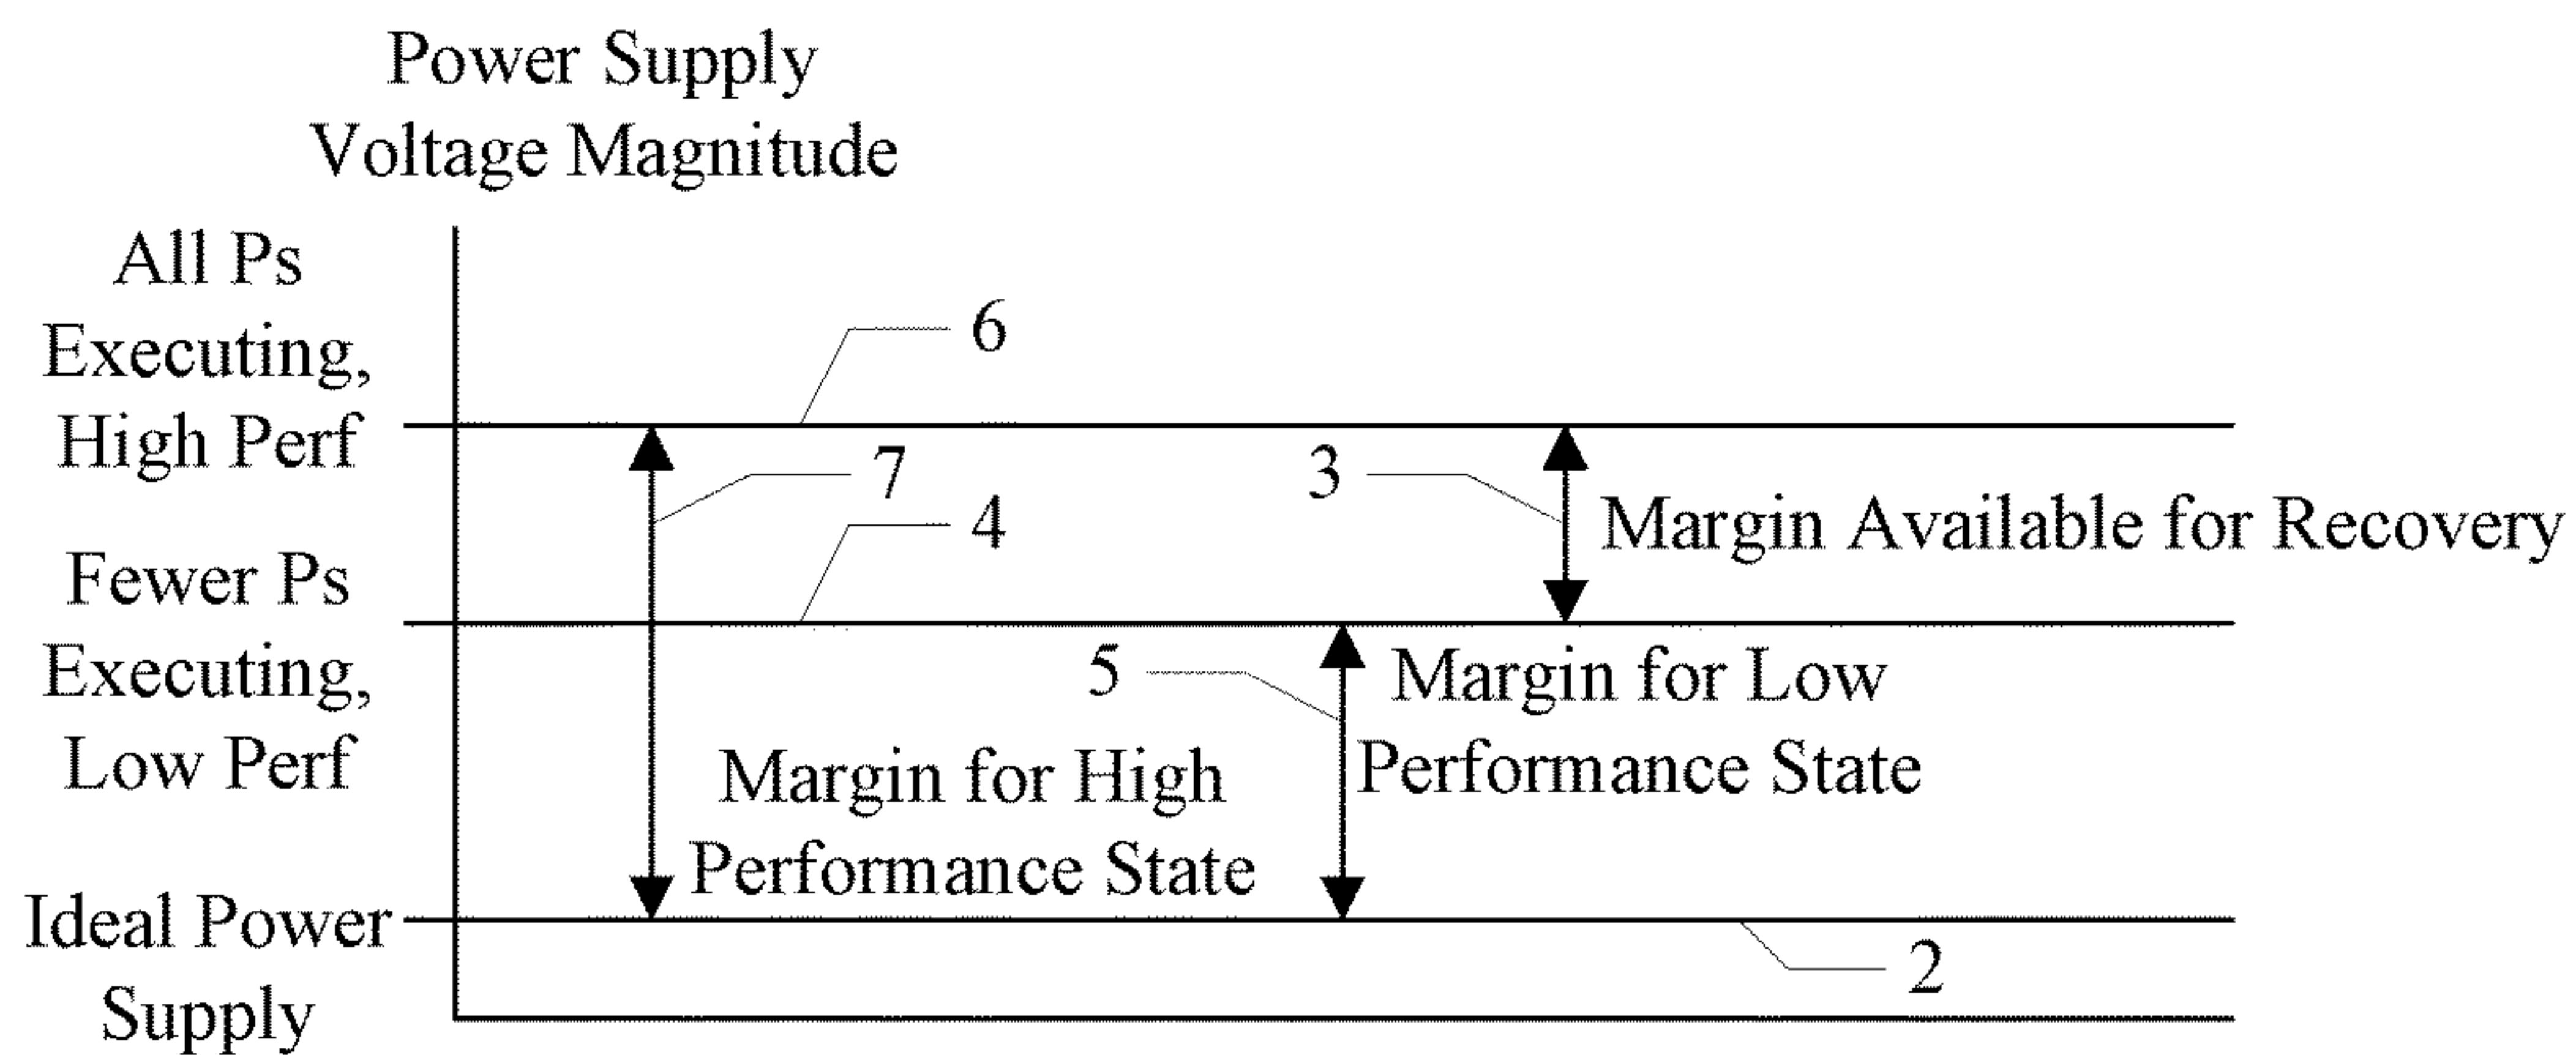 Power Supply
Voltage Magnitude
All Ps
Executing,
High Perf
6
7
3
4
Margin Available for Recovery
Fewer Ps
Executing,
Low Perf
5
Margin for Low
Performance State
Margin for High
Performance State
Ideal Power
Supply
2